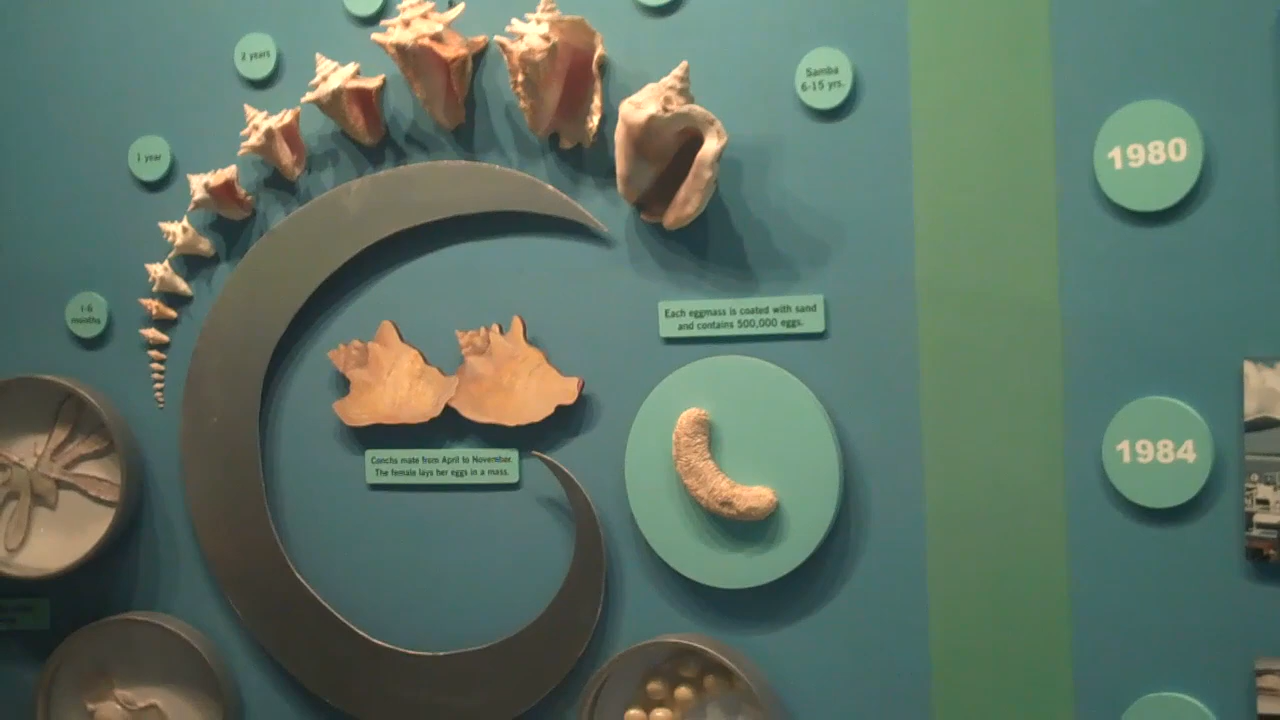 2 years
Samba
6-15 yrs.
1 year
1980
1-6
months
Each eggmass is coated with sand
and contains 500,000 eggs.
1984
Conchs mate from April to November.
The female lays her eggs in a mass.